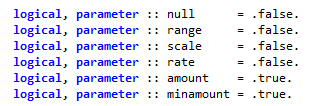 logical, parameter :: null      = .false.
logical, parameter :: range     = .false.
logical, parameter :: scale     = .false.
logical, parameter :: rate      = .false.
logical, parameter :: amount    = .true.
logical, parameter :: minamount = .true.